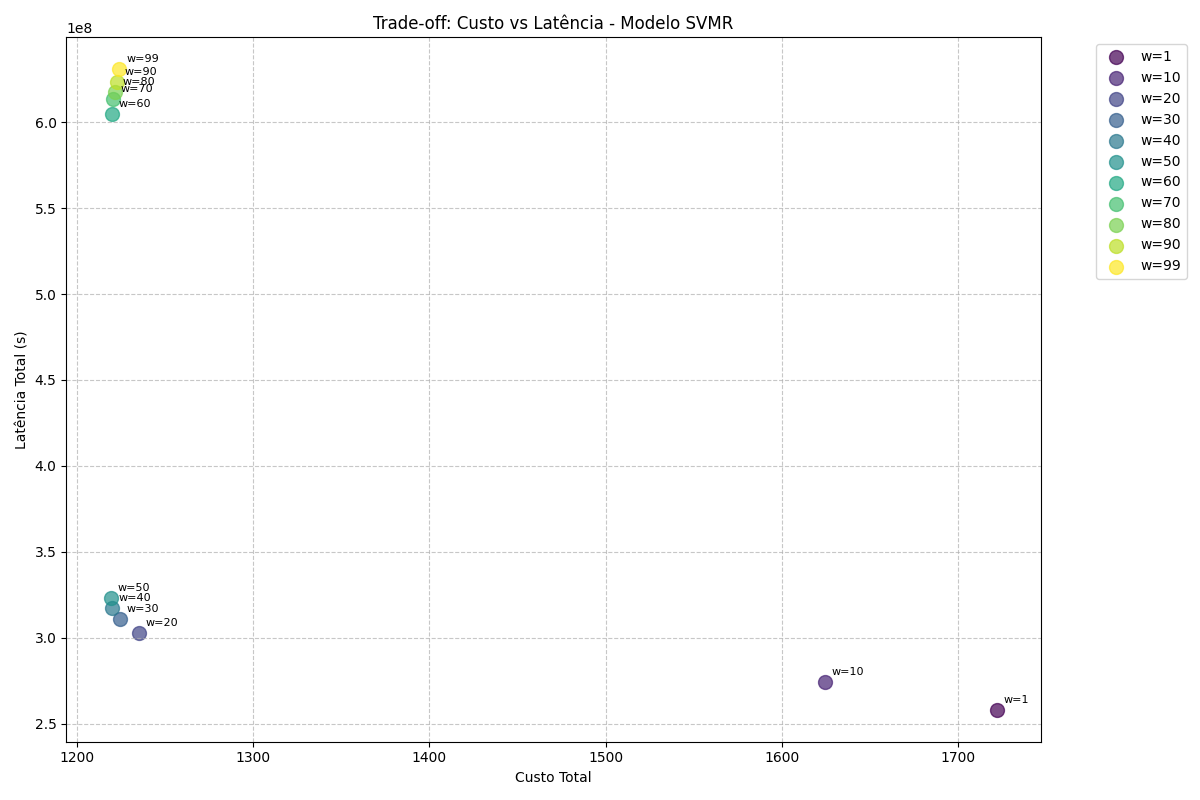 Trade-off: Custo vs Latência - Modelo SVMR
1e8
w=99
w=90
w=80
w=70
w=60
w=50
w=40
w=30
w=20
w=10
w=1
6.0
5.5
5.0
4.5
4.0
3.5
3.0
2.5
Latência Total (s)
1200
1300
1400
1500
1600
1700
Custo Total
w=1
w=10
w=20
w=30
w=40
w=50
w=60
w=70
w=80
w=90
w=99